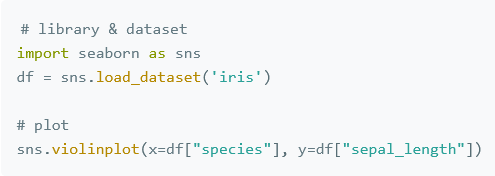 # library & dataset
import seaborn as sns
df = sns.load_dataset('iris')
# plot
sns.violinplot(x=df["species"], y=df["sepal_length"])